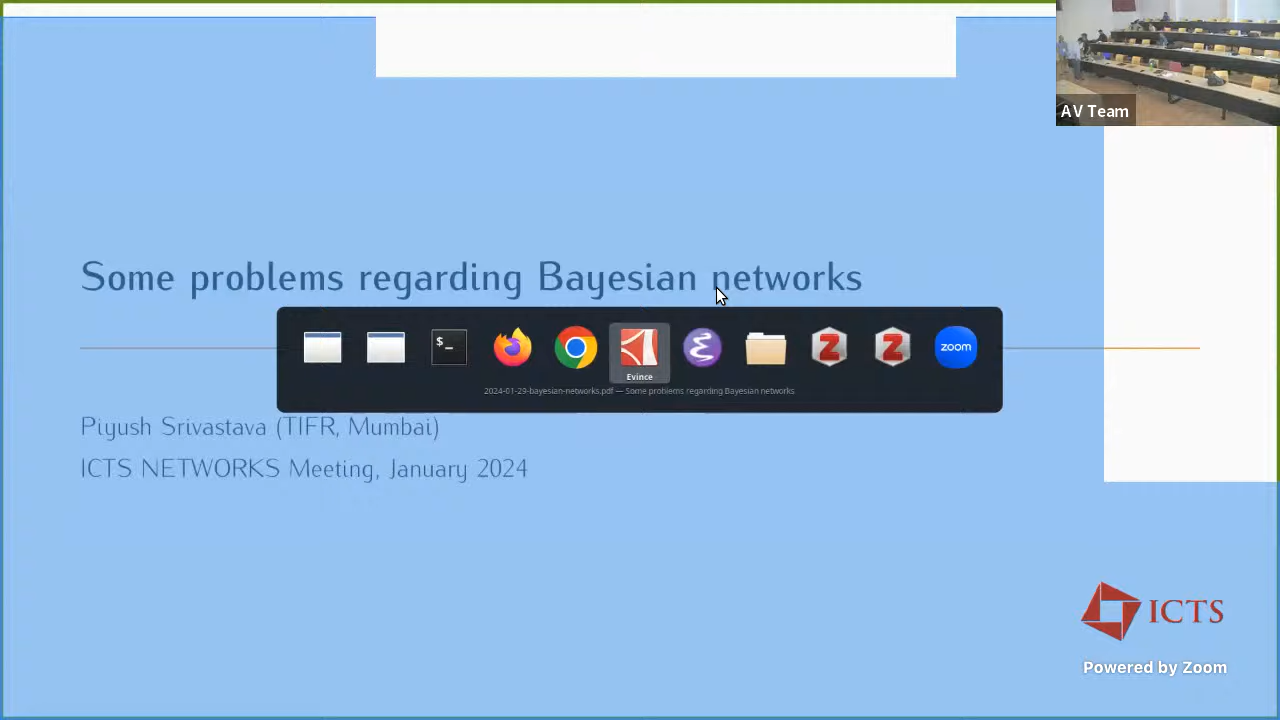 AV Team
Some problems regarding Bayesian networks
$_
Z
Z
zoom
Evince
2024-01-29-bayesian-networks.pdf — Some problems regarding Bayesian networks
Piyush Srivastava (TIFR, Mumbai)
ICTS NETWORKS Meeting, January 2024
ICTS
Powered by Zoom